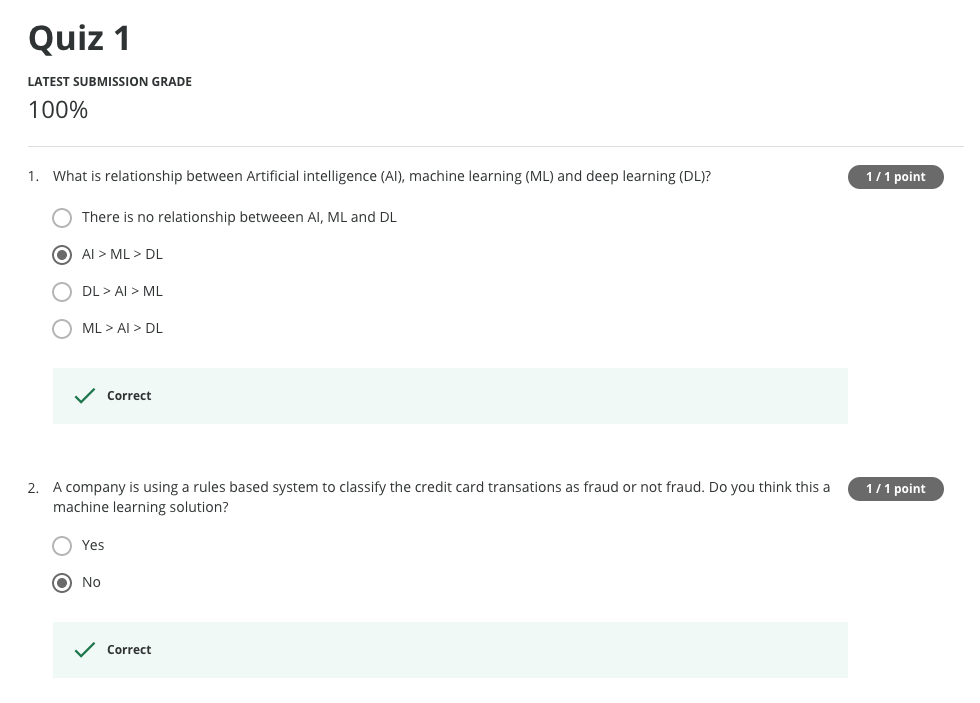 Quiz 1
LATEST SUBMISSION GRADE
100%
1. What is relationship between Artificial intelligence (AI), machine learning (ML) and deep learning (DL)? 1 / 1 point
There is no relationship betweeen AI, ML and DL
AI > ML > DL
DL > AI > ML
ML > AI > DL
Correct
2. A company is using a rules based system to classify the credit card transations as fraud or not fraud. Do you think this a 1 / 1 point
machine learning solution?
Yes
No
Correct